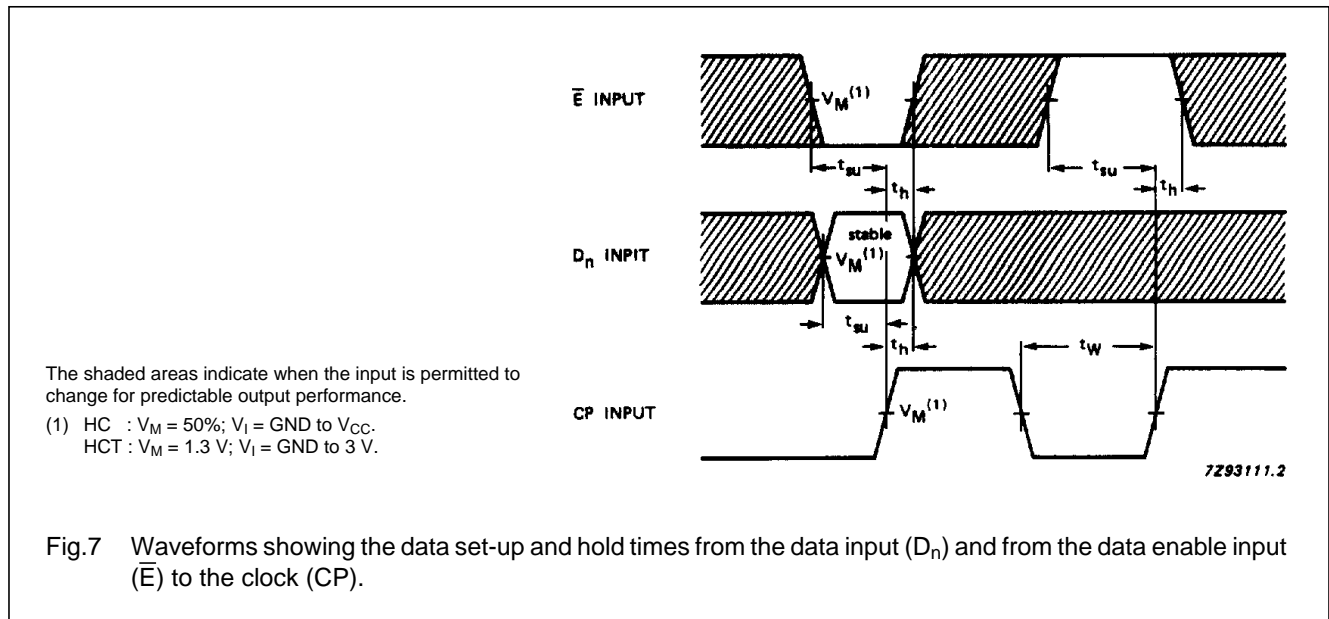 E̅ INPUT
V_M(1)
t_su
t_h
t_su
t_h
D_n INPIT
stable
V_M(1)
t_su
t_h
t_W
The shaded areas indicate when the input is permitted to
change for predictable output performance.
(1) HC : V_M = 50%; V_I = GND to V_CC.
HCT : V_M = 1.3 V; V_I = GND to 3 V.
CP INPUT
V_M(1)
7Z93111.2
Fig.7 Waveforms showing the data set-up and hold times from the data input (D_n) and from the data enable input
(E̅) to the clock (CP).